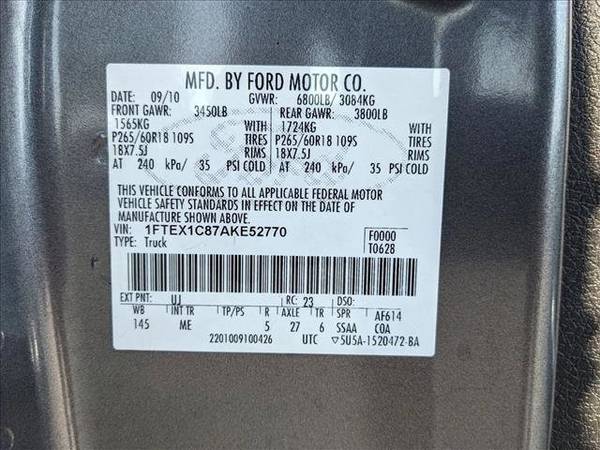 MFD. BY FORD MOTOR CO.
DATE: 09/10 GVWR: 6800LB/ 3084KG
FRONT GAWR: 3450LB REAR GAWR: 3800LB
1565KG WITH 1724KG WITH
P265/60R18 109S TIRES P265/60R18 109S TIRES
18X7.5J RIMS 18X7.5J RIMS
AT 240 kPa/ 35 PSI COLD AT 240 kPa/ 35 PSI COLD
THIS VEHICLE CONFORMS TO ALL APPLICABLE FEDERAL MOTOR
VEHICLE SAFETY STANDARDS IN EFFECT ON THE DATE OF
MANUFACTURE SHOWN ABOVE.
VIN: 1FTEX1C87AKE52770 F0000
TYPE: Truck T0628
EXT PNT: UJ RC: 23 DSO:
WB INT TR TP/PS R AXLE TR SPR AF614
145 ME 5 27 6 SSAA COA
2201009100426 UTC ▽5U5A-1520472-BA